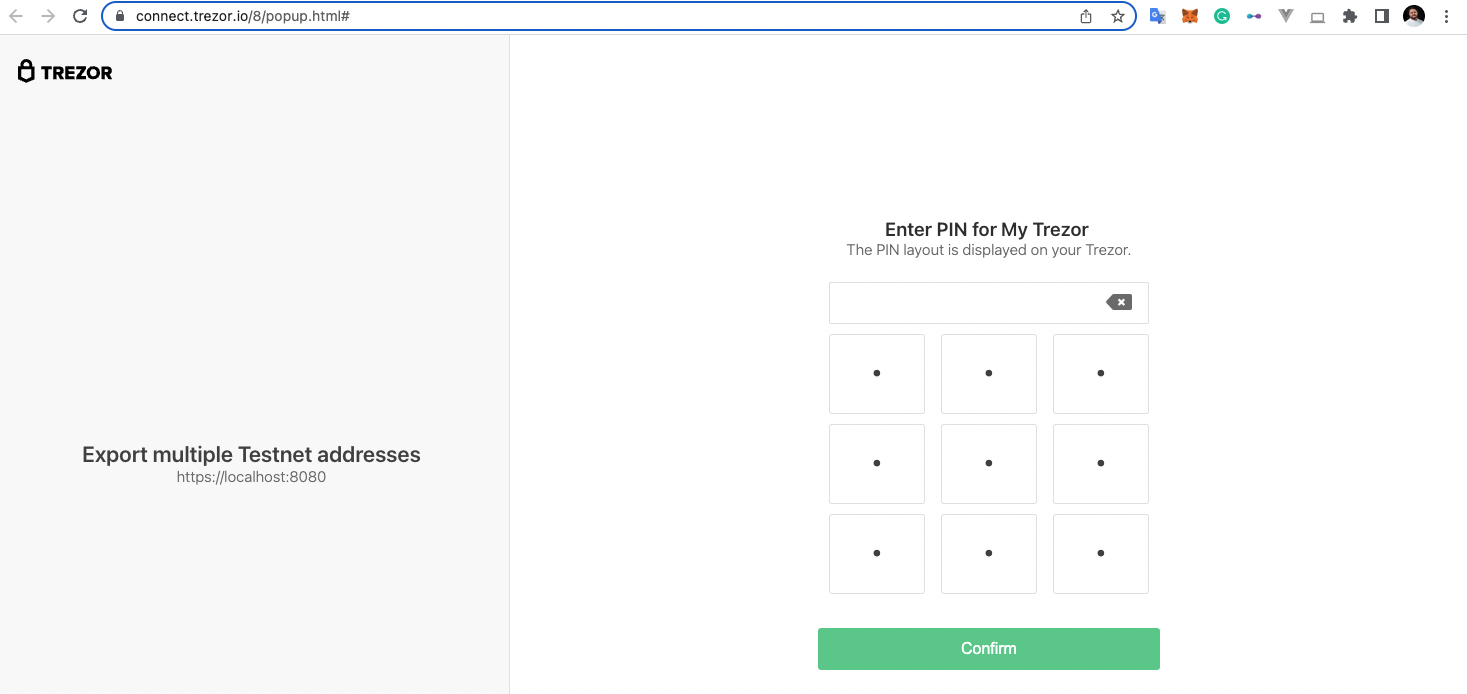 connect.trezor.io/8/popup.html#
TREZOR
Enter PIN for My Trezor
The PIN layout is displayed on your Trezor.
Export multiple Testnet addresses
https://localhost:8080
Confirm